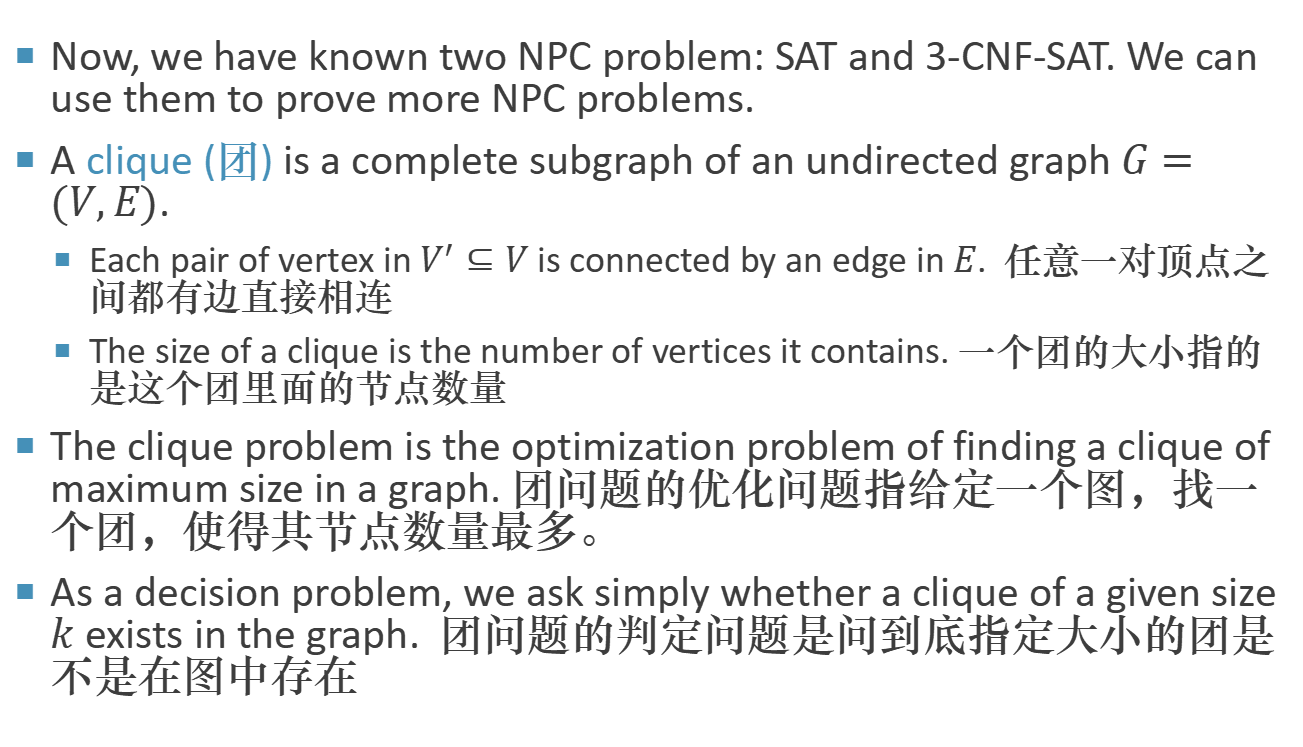 Now, we have known two NPC problem: SAT and 3-CNF-SAT. We can
use them to prove more NPC problems.
A clique (团) is a complete subgraph of an undirected graph G =
(V, E).
Each pair of vertex in V′ ⊆ V is connected by an edge in E. 任意一对顶点之
间都有边直接相连
The size of a clique is the number of vertices it contains. 一个团的大小指的
是这个团里面的节点数量
The clique problem is the optimization problem of finding a clique of
maximum size in a graph. 团问题的优化问题指给定一个图，找一
个团，使得其节点数量最多。
As a decision problem, we ask simply whether a clique of a given size
k exists in the graph. 团问题的判定问题是问到底指定大小的团是
不是在图中存在